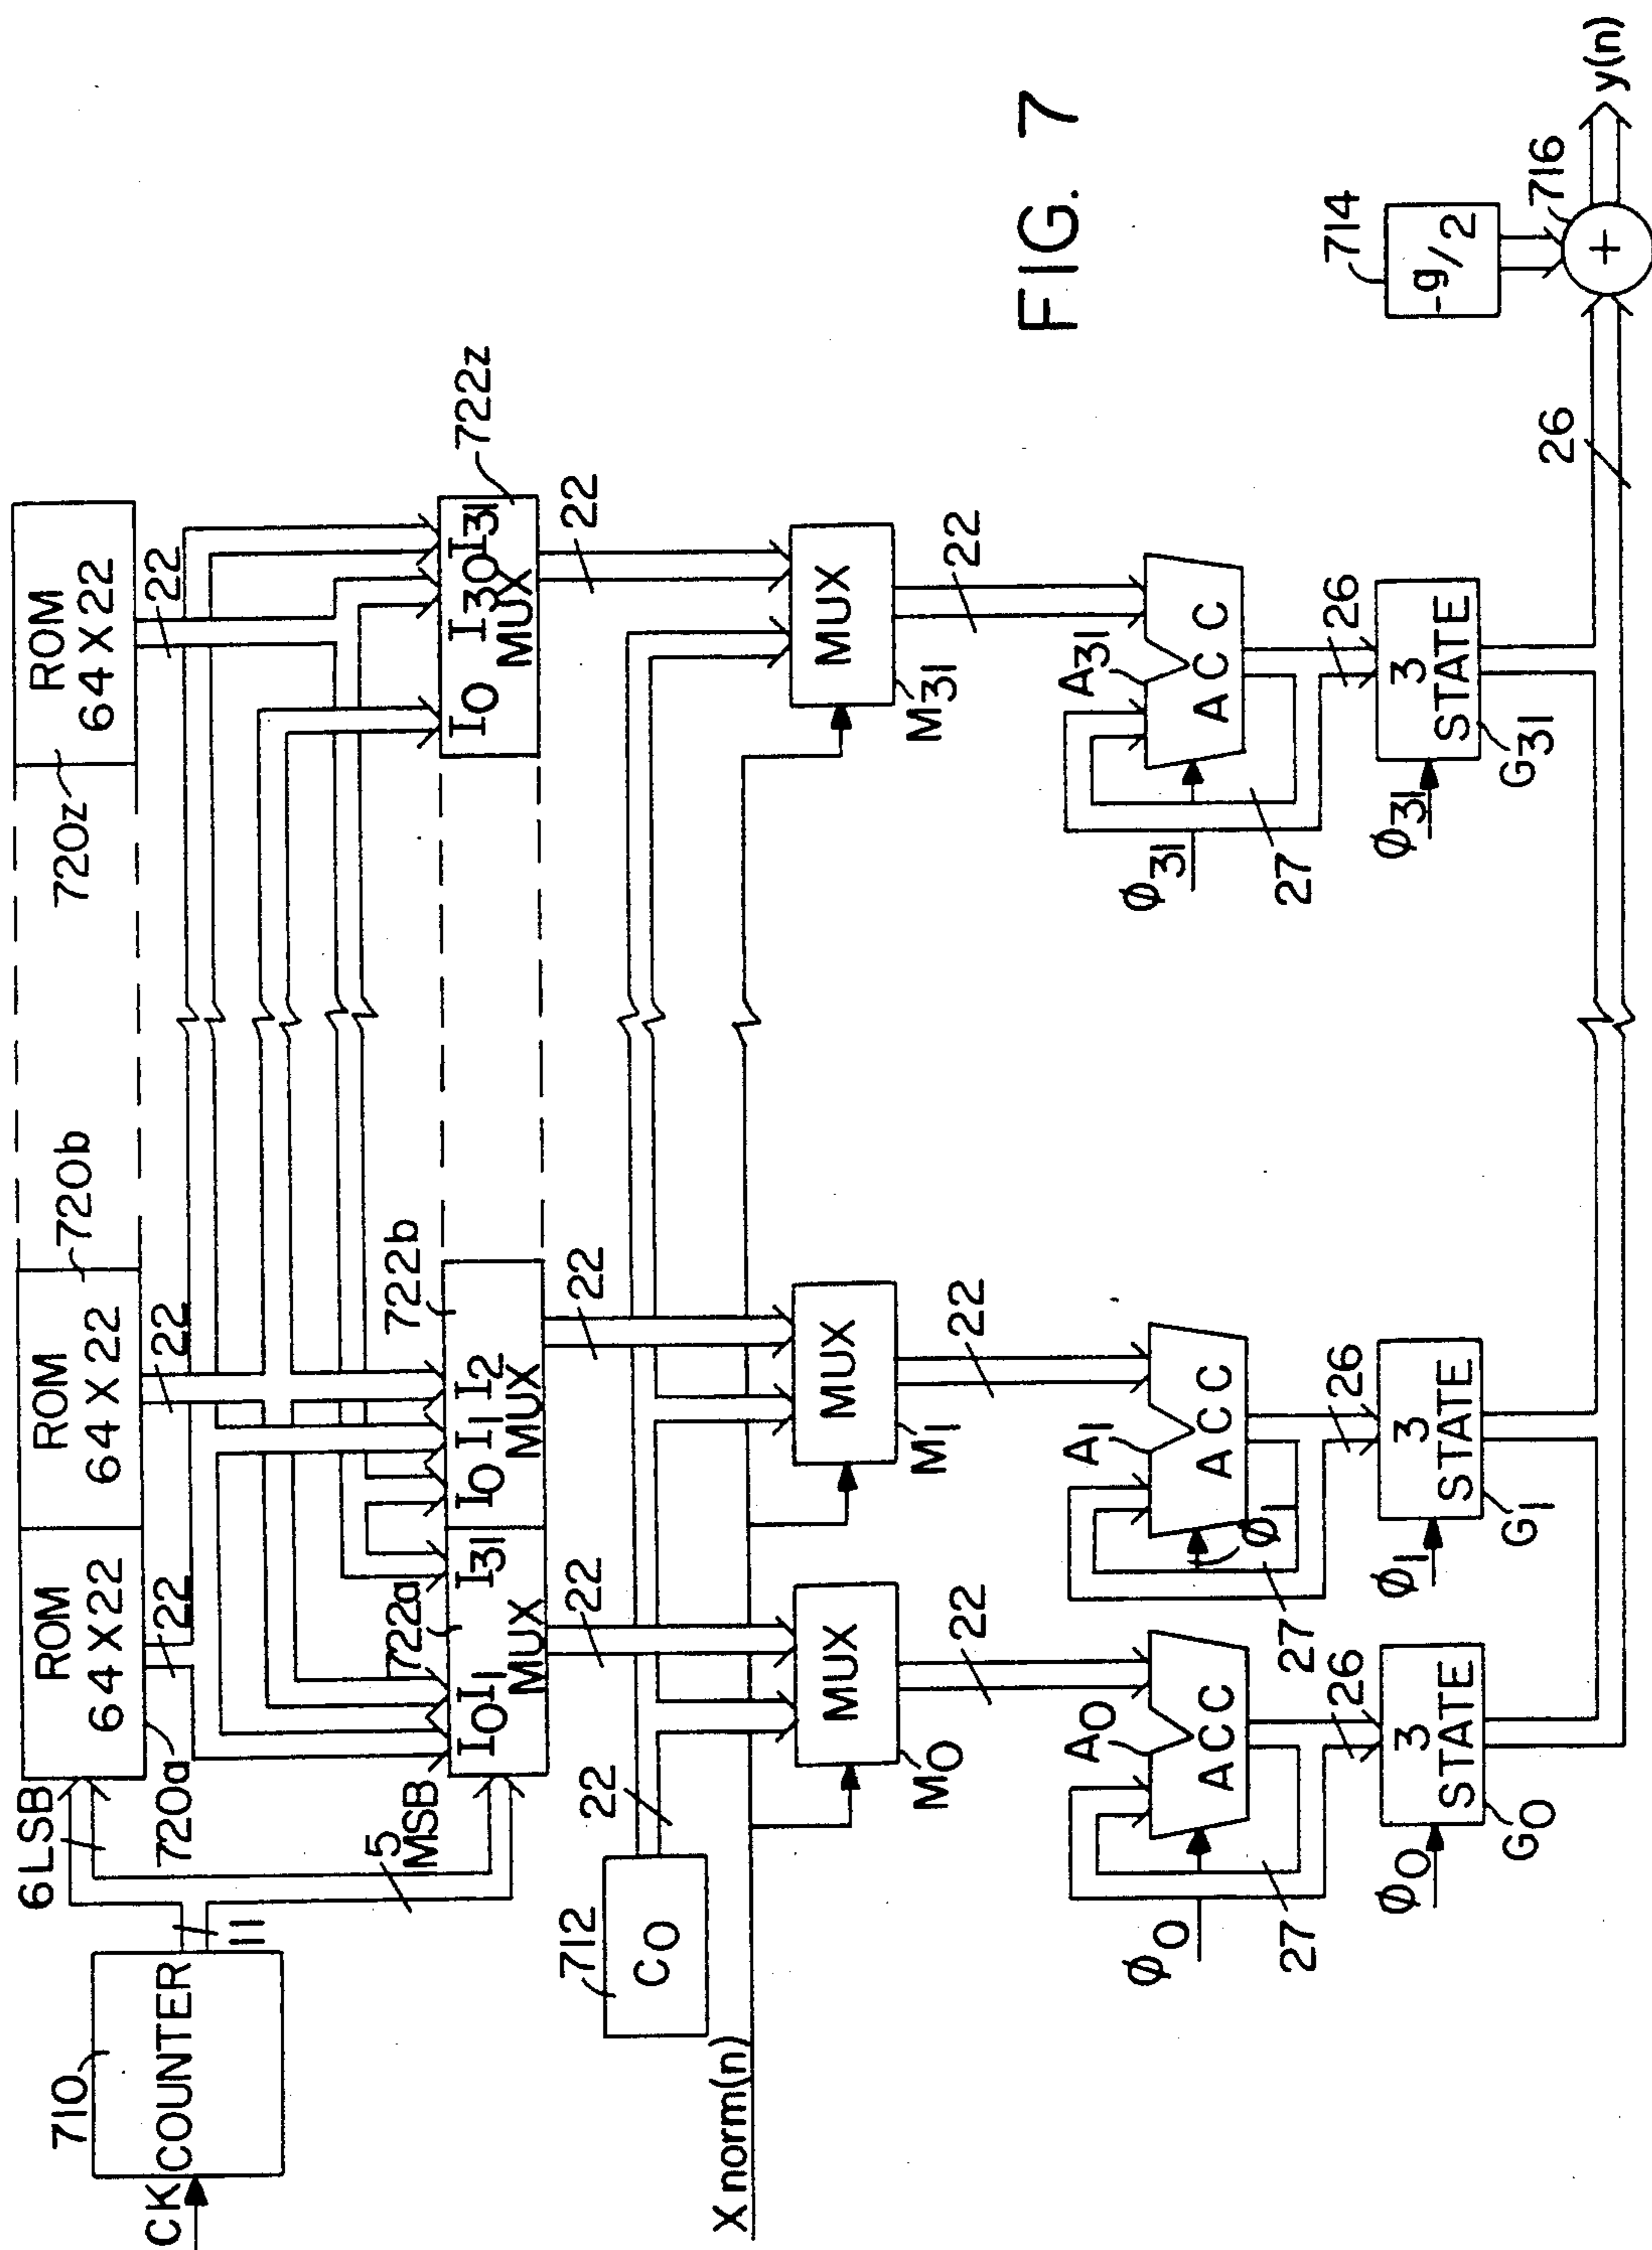 CK
710
COUNTER
11
6LSB
5
MSB
ROM
64 X 22
720a
22
ROM
64 X 22
720b
22
ROM
64 X 22
720z
22
I0 I1 I31
MUX
722a
I0 I1 I2
MUX
722b
I0 I30 I31
MUX
722z
22
22
22
712
C0
22
X norm(n)
MUX
M0
MUX
M1
MUX
M31
22
22
22
A0
ACC
Φ0
27
A1
ACC
Φ1
27
A31
ACC
Φ31
27
26
26
26
3
STATE
G0
Φ0
3
STATE
G1
Φ1
3
STATE
G31
Φ31
26
714
-g/2
716
+
y(n)
FIG. 7